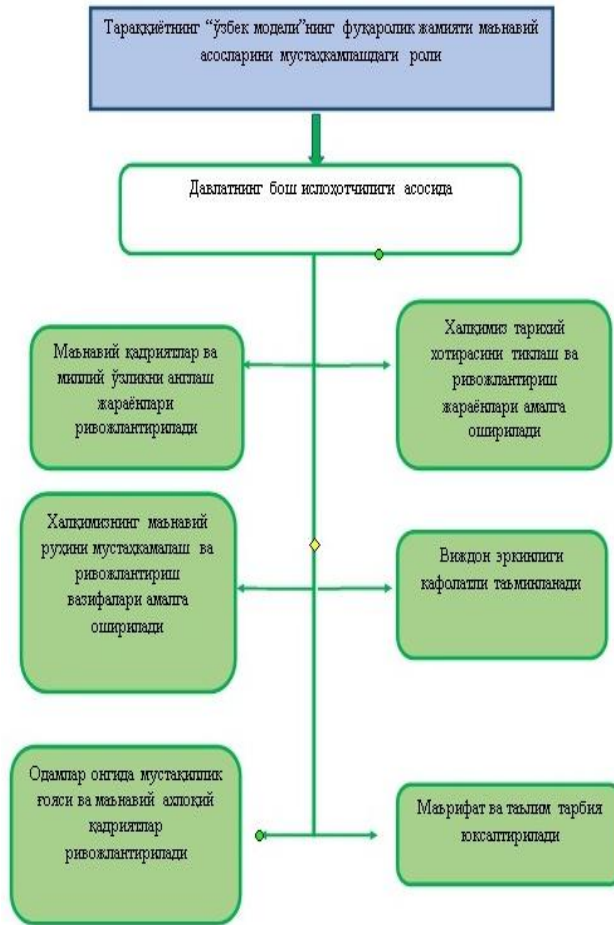 Тараққиётнинг “ўзбек модели”нинг фуқаролик жамияти маънавий
асосларини мустаҳкамлашдаги роли
Давлатнинг бош ислоҳотчилиги асосида
Маънавий қадриятлар ва
миллий ўзликни англаш
жараёнлари
ривожлантирилади
Халқимиз тарихий
хотирасини тиклаш ва
ривожлантириш
жараёнлари амалга
оширилади
Халқимизнинг маънавий
руҳини мустаҳкамалаш ва
ривожлантириш
вазифалари амалга
оширилади
Виждон эркинлиги
кафолатли таъминланади
Одамлар онгида мустақиллик
ғояси ва маънавий ахлоқий
қадриятлар
ривожлантирилади
Маърифат ва таълим тарбия
юксалтирилади